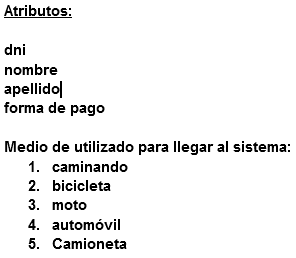 Atributos:
dni
nombre
apellido
forma de pago
Medio de utilizado para llegar al sistema:
1. caminando
2. bicicleta
3. moto
4. automóvil
5. Camioneta